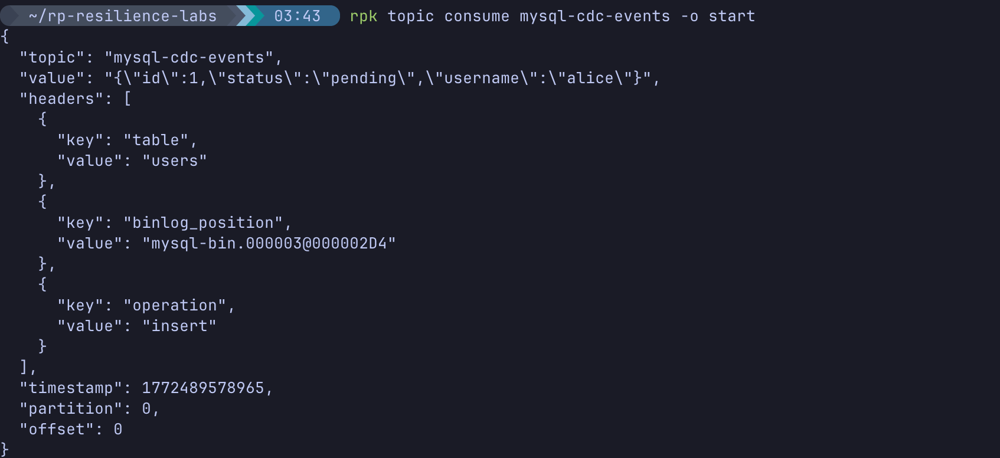 ~/rp-resilience-labs 03:43 rpk topic consume mysql-cdc-events -o start
{
  "topic": "mysql-cdc-events",
  "value": "{\"id\":1,\"status\":\"pending\",\"username\":\"alice\"}",
  "headers": [
    {
      "key": "table",
      "value": "users"
    },
    {
      "key": "binlog_position",
      "value": "mysql-bin.000003@000002D4"
    },
    {
      "key": "operation",
      "value": "insert"
    }
  ],
  "timestamp": 1772489578965,
  "partition": 0,
  "offset": 0
}